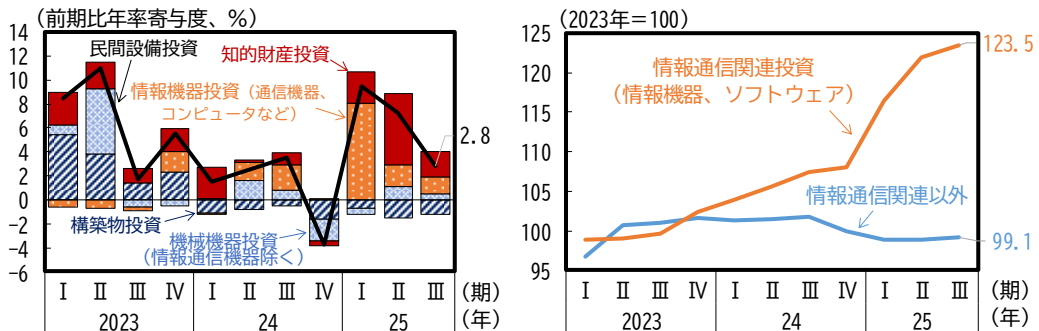 (前期比年率寄与度、%)
14
12
10
8
6
4
2
0
−2
−4
−6
民間設備投資
知的財産投資
情報機器投資(通信機器、
コンピュータなど)
2.8
構築物投資
機械機器投資
(情報通信機器除く)
Ⅰ Ⅱ Ⅲ Ⅳ Ⅰ Ⅱ Ⅲ Ⅳ Ⅰ Ⅱ Ⅲ (期)
2023 24 25 (年)
(2023年=100)
125
120
115
110
105
100
95
123.5
情報通信関連投資
(情報機器、ソフトウェア)
情報通信関連以外
99.1
Ⅰ Ⅱ Ⅲ Ⅳ Ⅰ Ⅱ Ⅲ Ⅳ Ⅰ Ⅱ Ⅲ (期)
2023 24 25 (年)